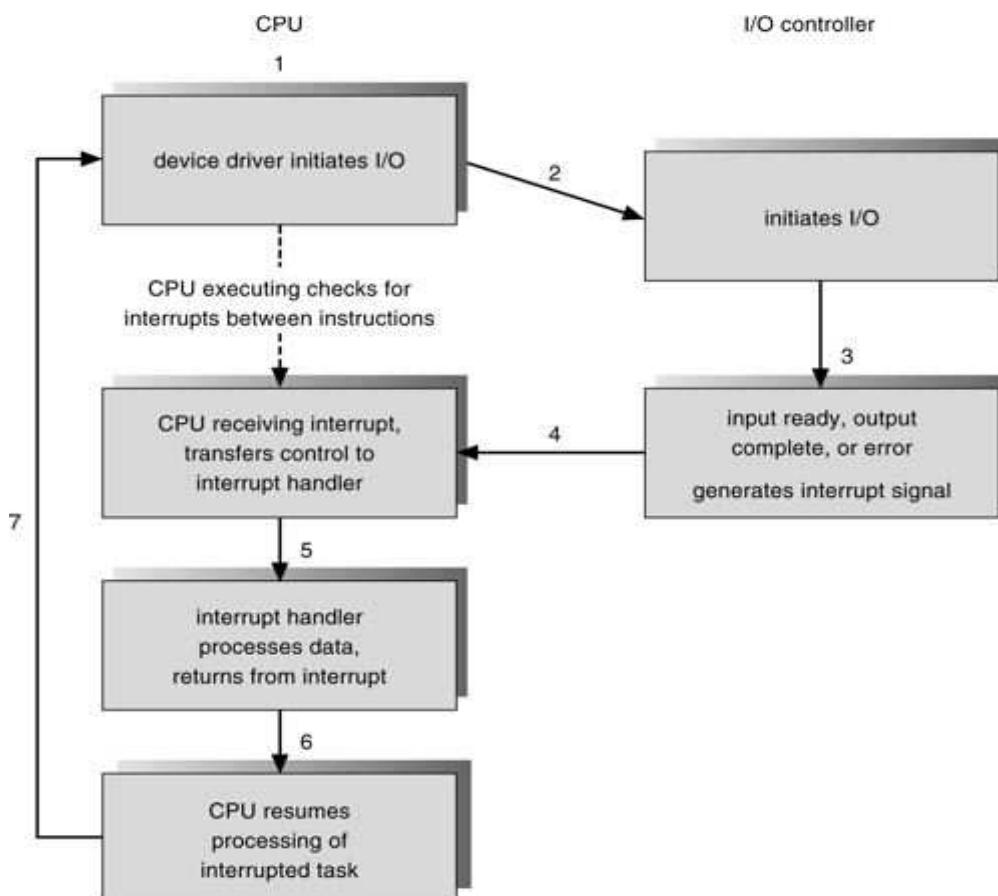 CPU
I/O controller
1
device driver initiates I/O
2
initiates I/O
CPU executing checks for
interrupts between instructions
3
CPU receiving interrupt,
transfers control to
interrupt handler
4
input ready, output
complete, or error
generates interrupt signal
7
5
interrupt handler
processes data,
returns from interrupt
6
CPU resumes
processing of
interrupted task